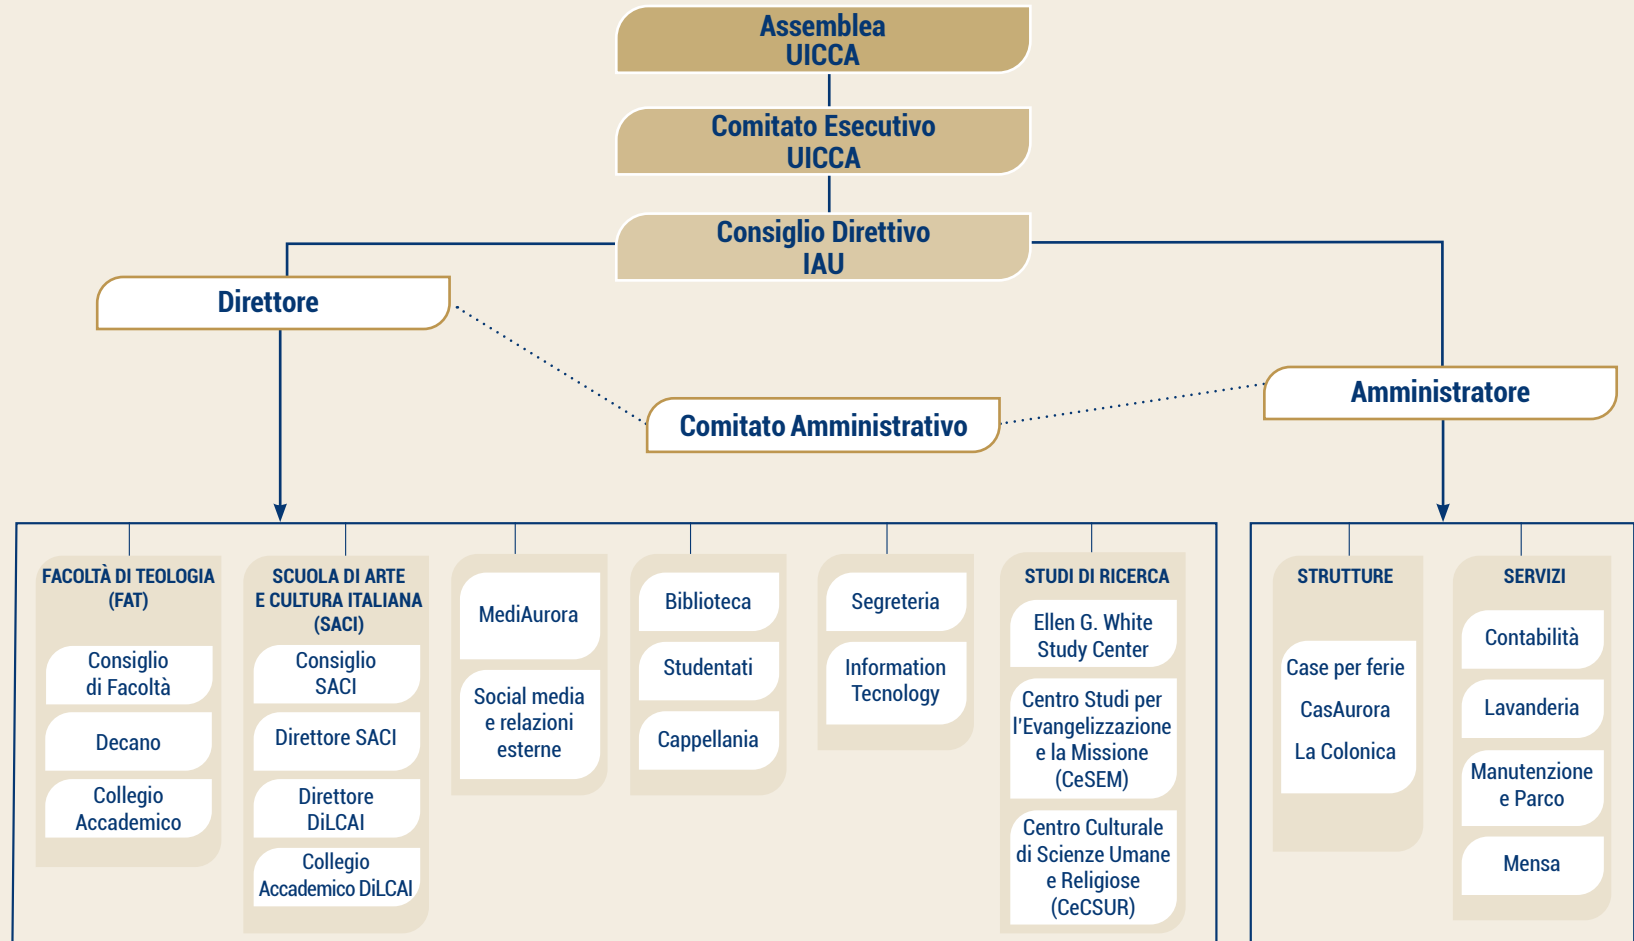 Assemblea
UICCA
Comitato Esecutivo
UICCA
Consiglio Direttivo
IAU
Direttore
Amministratore
Comitato Amministrativo
FACOLTÀ DI TEOLOGIA
(FAT)
Consiglio
di Facoltà
Decano
Collegio
Accademico
SCUOLA DI ARTE
E CULTURA ITALIANA
(SACI)
Consiglio
SACI
Direttore SACI
Direttore
DiLCAI
Collegio
Accademico DiLCAI
MediAurora
Social media
e relazioni
esterne
Biblioteca
Studentati
Cappellania
Segreteria
Information
Tecnology
STUDI DI RICERCA
Ellen G. White
Study Center
Centro Studi per
l'Evangelizzazione
e la Missione
(CeSEM)
Centro Culturale
di Scienze Umane
e Religiose
(CeCSUR)
STRUTTURE
Case per ferie
CasAurora
La Colonica
SERVIZI
Contabilità
Lavanderia
Manutenzione
e Parco
Mensa